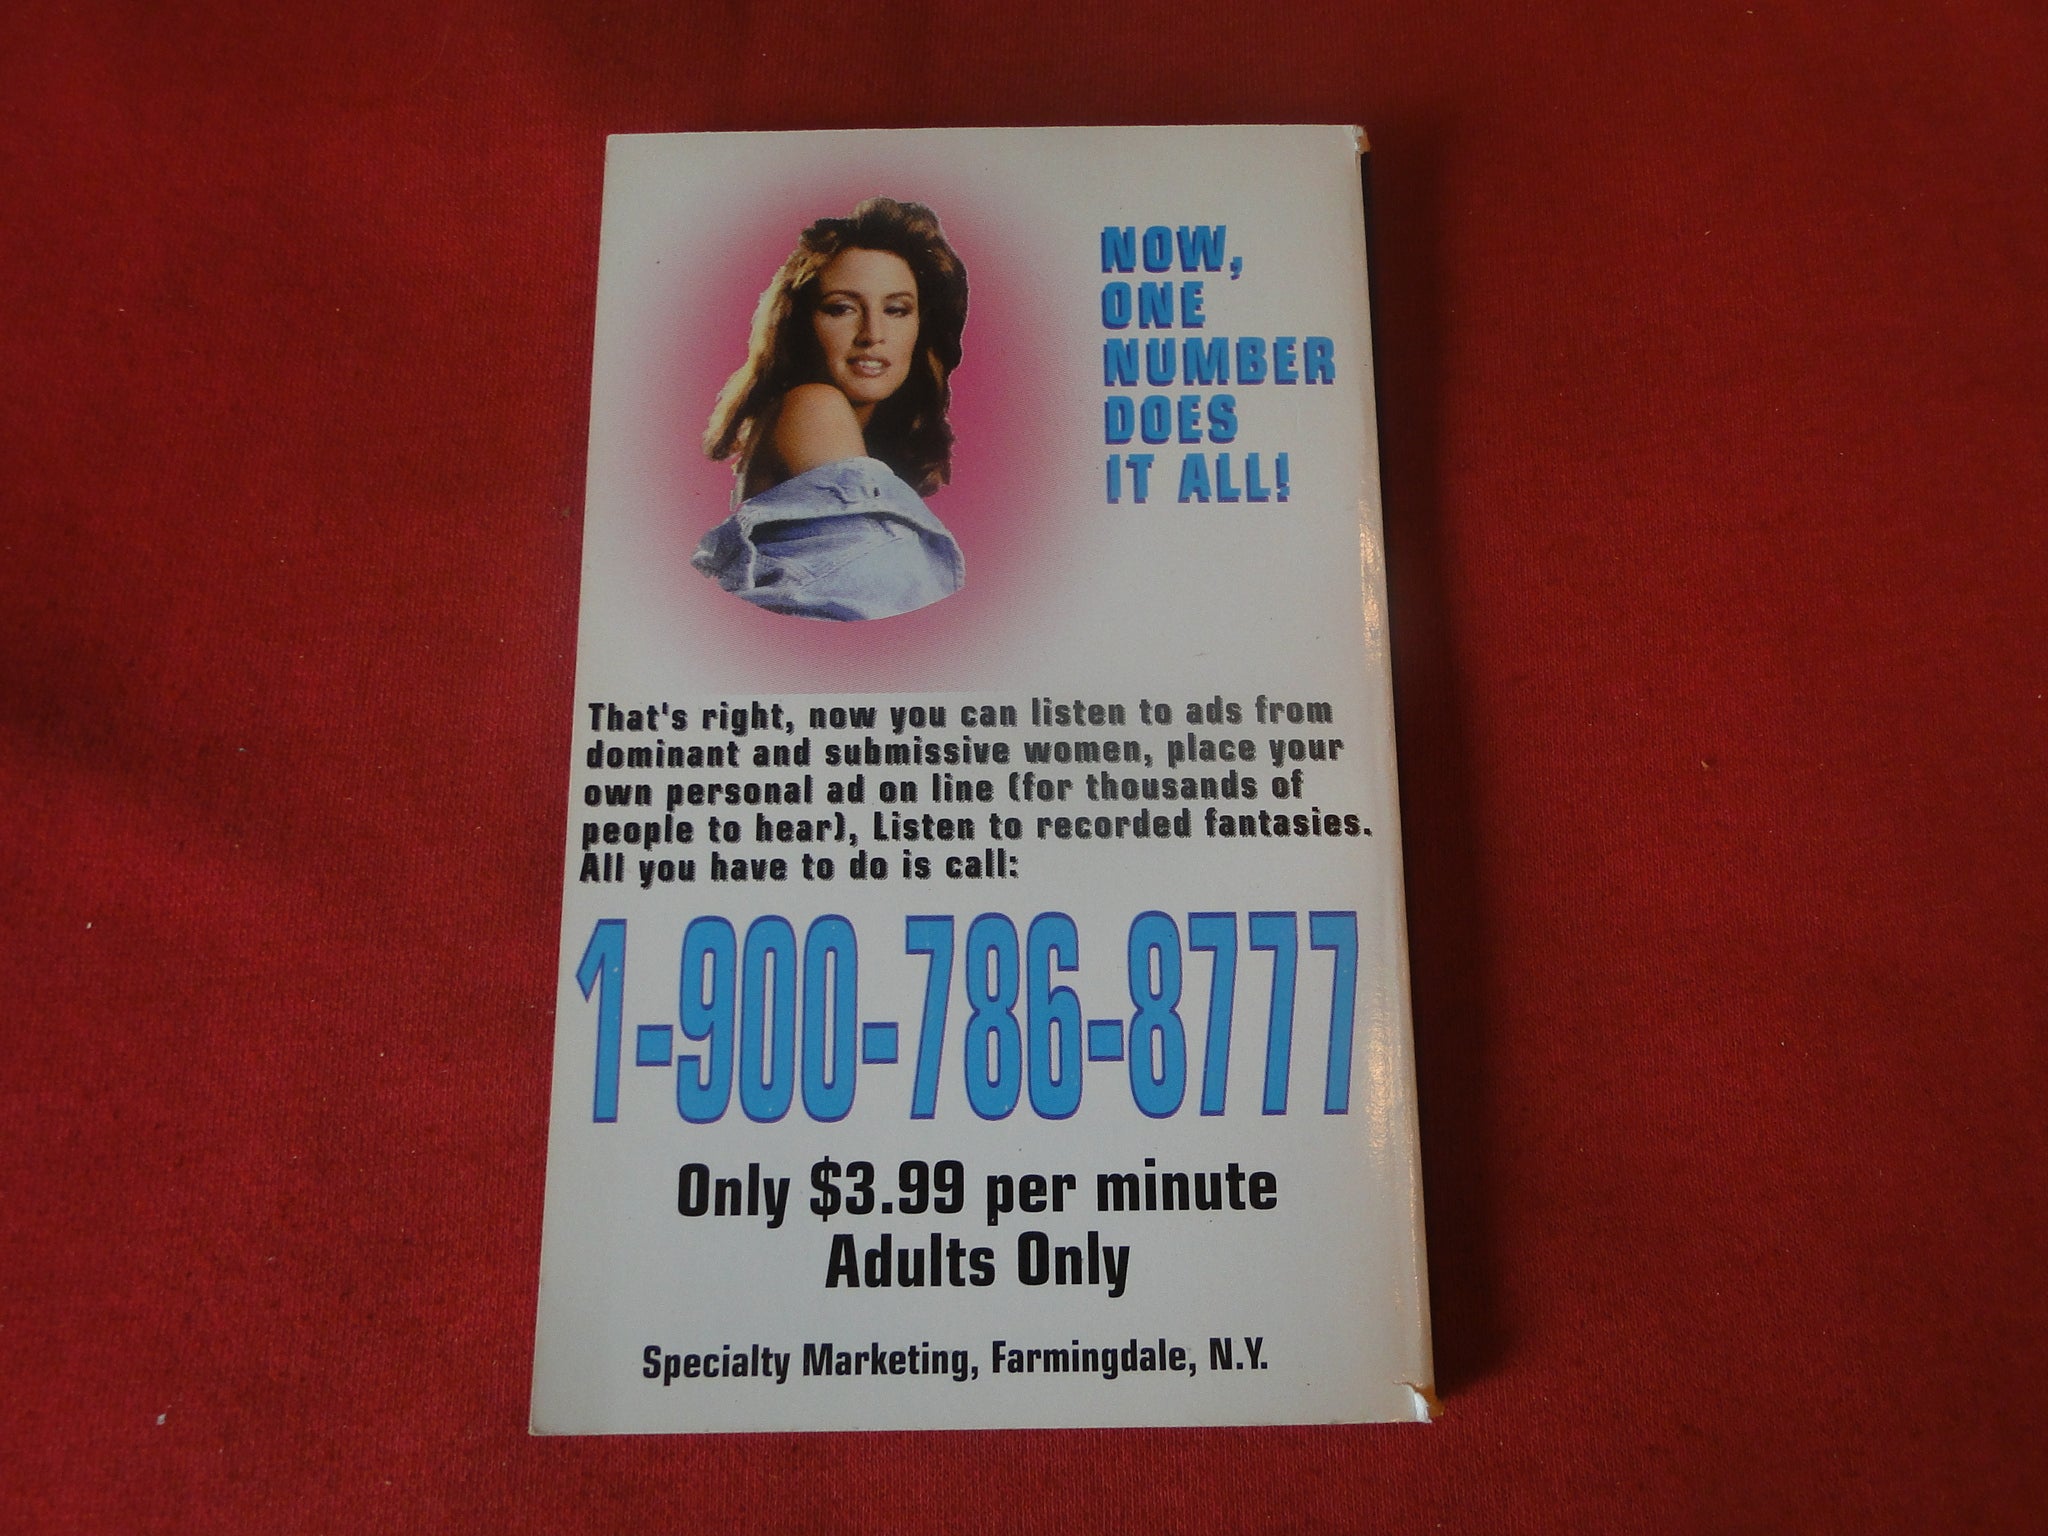 NOW,
ONE
NUMBER
DOES
IT ALL!
That's right, now you can listen to ads from
dominant and submissive women, place your
own personal ad on line (for thousands of
people to hear), Listen to recorded fantasies.
All you have to do is call:
1-900-786-8777
Only $3.99 per minute
Adults Only
Specialty Marketing, Farmingdale, N.Y.